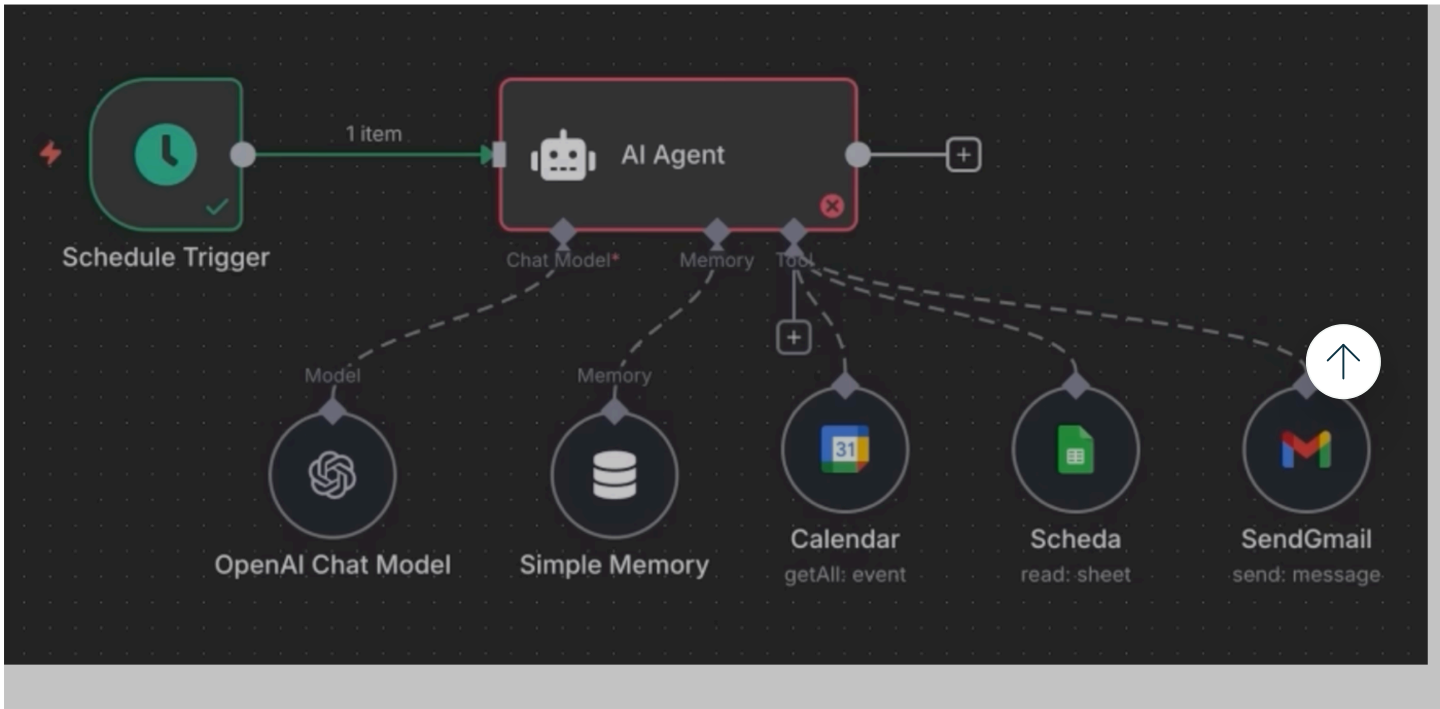 1 item
AI Agent
Schedule Trigger
Chat Model*
Memory
Tool
Model
Memory
31
OpenAI Chat Model
Simple Memory
Calendar
getAll: event
Scheda
read: sheet
SendGmail
send: message